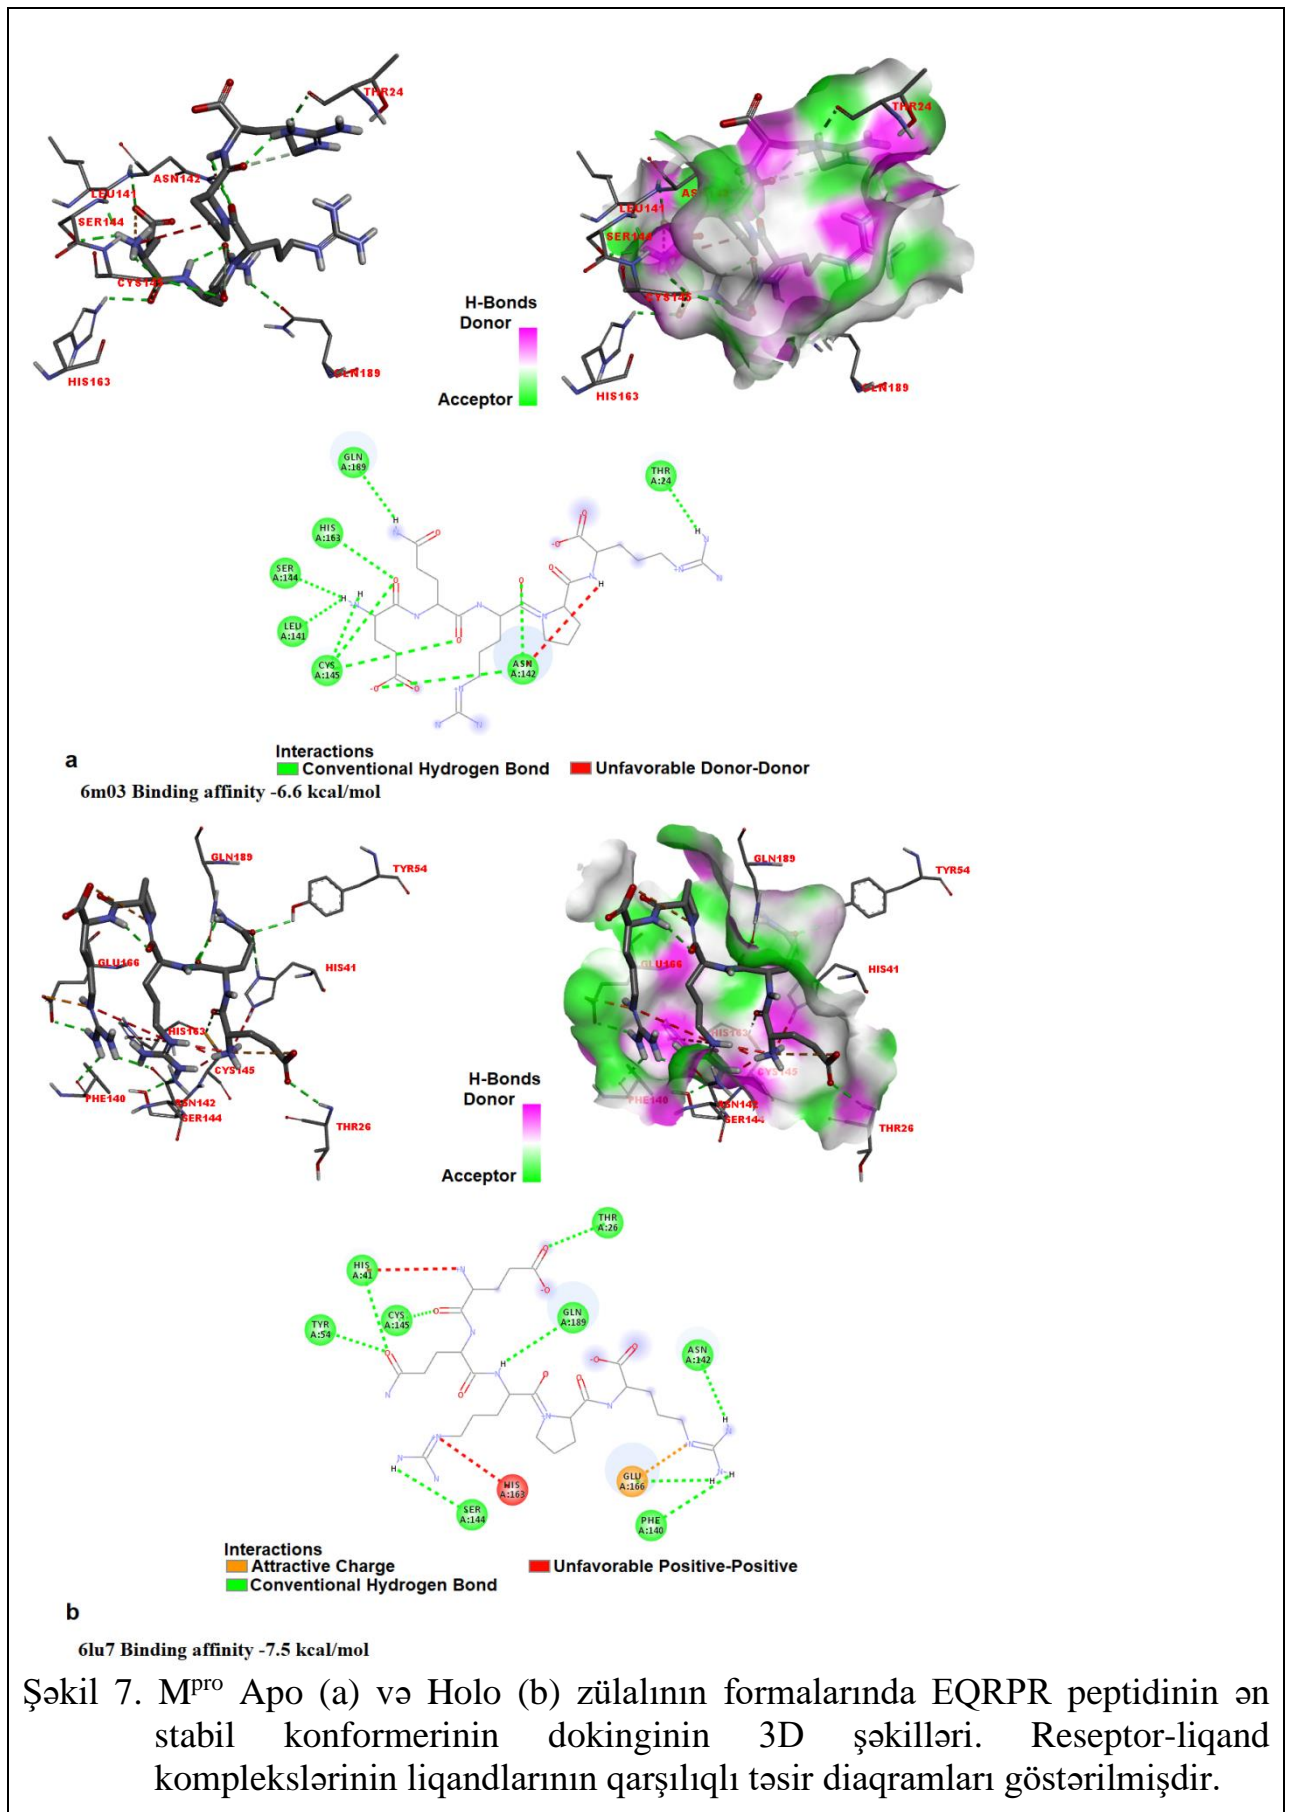 THR24
ASN142
LEU141
SER144
HIS163
GLN189
H-Bonds
Donor
Acceptor
THR24
LEU141
CYS145
HIS163
GLN189
GLN
A:189
THR
A:24
HIS
A:163
SER
A:144
LEU
A:141
CYS
A:145
ASN
A:142
Interactions
Conventional Hydrogen Bond
Unfavorable Donor-Donor
a
6m03 Binding affinity -6.6 kcal/mol
GLN189
TYR54
GLU166
HIS41
HIS163
CYS145
PHE140
ASN142
SER144
THR26
H-Bonds
Donor
Acceptor
GLN189
TYR54
GLU166
HIS41
HIS163
CYS145
PHE140
ASN142
SER144
THR26
THR
A:26
HIS
A:41
CYS
A:145
GLN
A:189
TYR
A:54
ASN
A:142
GLU
A:166
HIS
A:163
SER
A:144
PHE
A:140
Interactions
Attractive Charge
Unfavorable Positive-Positive
Conventional Hydrogen Bond
b
6lu7 Binding affinity -7.5 kcal/mol
Şəkil 7. Mpro Apo (a) və Holo (b) zülalının formalarında EQRPR peptidinin ən
stabil konformerinin dokinginin 3D şəkilləri. Reseptor-liqand
komplekslərinin liqandlarının qarşılıqlı təsir diaqramları göstərilmişdir.